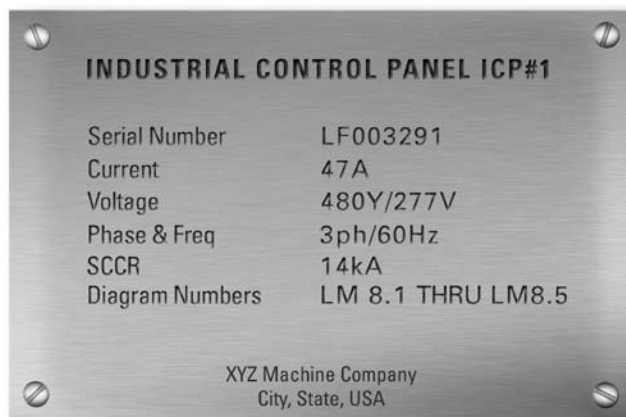 INDUSTRIAL CONTROL PANEL ICP#1
Serial Number LF003291
Current 47A
Voltage 480Y/277V
Phase & Freq 3ph/60Hz
SCCR 14kA
Diagram Numbers LM 8.1 THRU LM8.5
XYZ Machine Company
City, State, USA